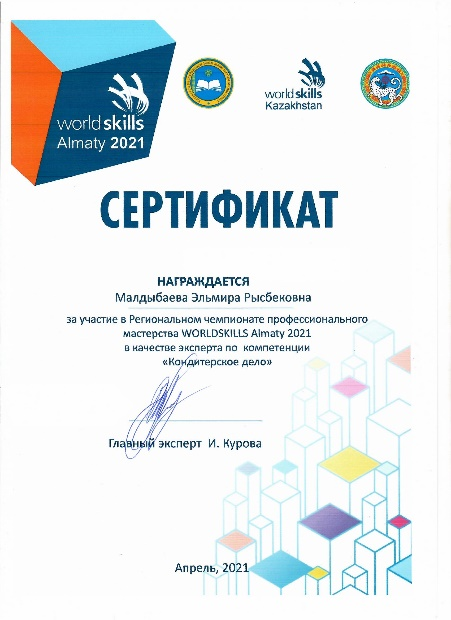 worldskills
Almaty 2021
worldskills
Kazakhstan
СЕРТИФИКАТ
НАГРАЖДАЕТСЯ
Малдыбаева Эльмира Рысбековна
за участие в Региональном чемпионате профессионального
мастерства WORLDSKILLS Almaty 2021
в качестве эксперта по компетенции
«Кондитерское дело»
Главный эксперт И. Курова
Апрель, 2021